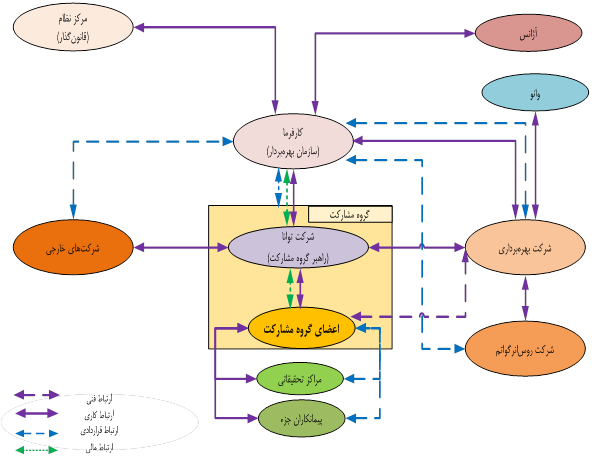 مرکز نظام
(قانون‌گذار)
آژانس
وانو
کارفرما
(سازمان بهره‌بردار)
گروه مشارکت
شرکت‌های خارجی
شرکت توانا
(راهبر گروه مشارکت)
شرکت بهره‌برداری
اعضای گروه مشارکت
شرکت روس‌انرگواتم
مراکز تحقیقاتی
پیمانکاران جزء
ارتباط فنی
ارتباط کاری
ارتباط قراردادی
ارتباط مالی